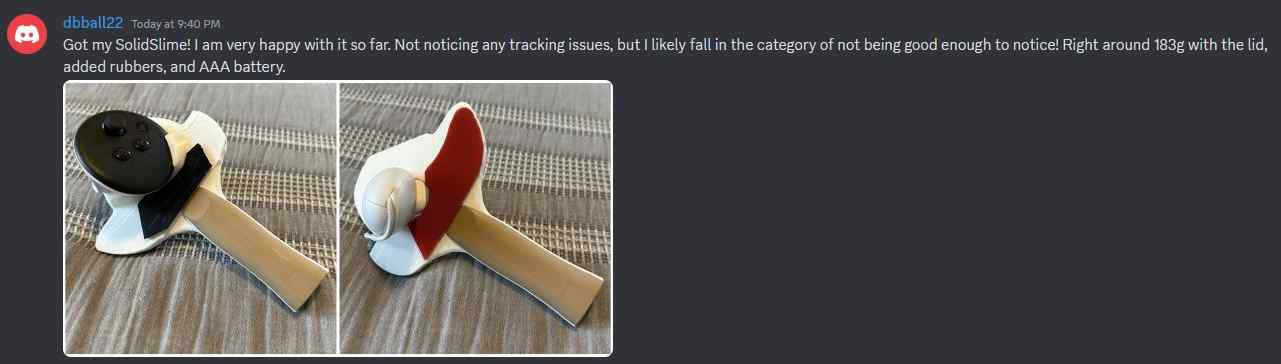 dbball22 Today at 9:40 PM
Got my SolidSlime! I am very happy with it so far. Not noticing any tracking issues, but I likely fall in the category of not being good enough to notice! Right around 183g with the lid,
added rubbers, and AAA battery.